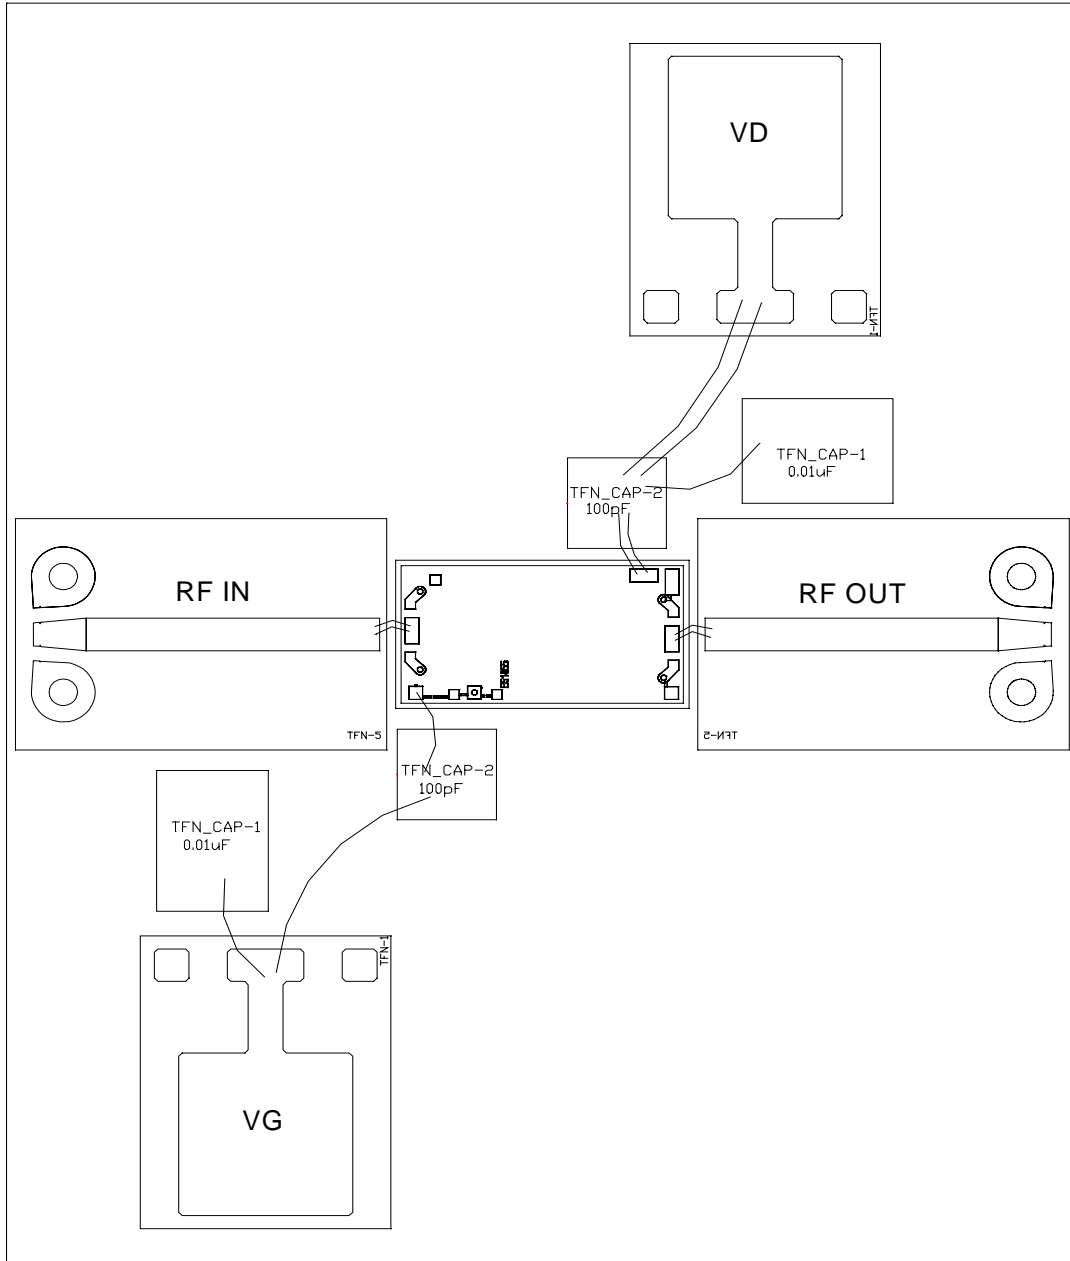 VD
TFN-1
TFN_CAP-1
0.01uF
TFN_CAP-2
100pF
RF IN
RF OUT
TFN-5
TFN-5
TFN_CAP-2
100pF
TFN_CAP-1
0.01uF
TFN-1
VG